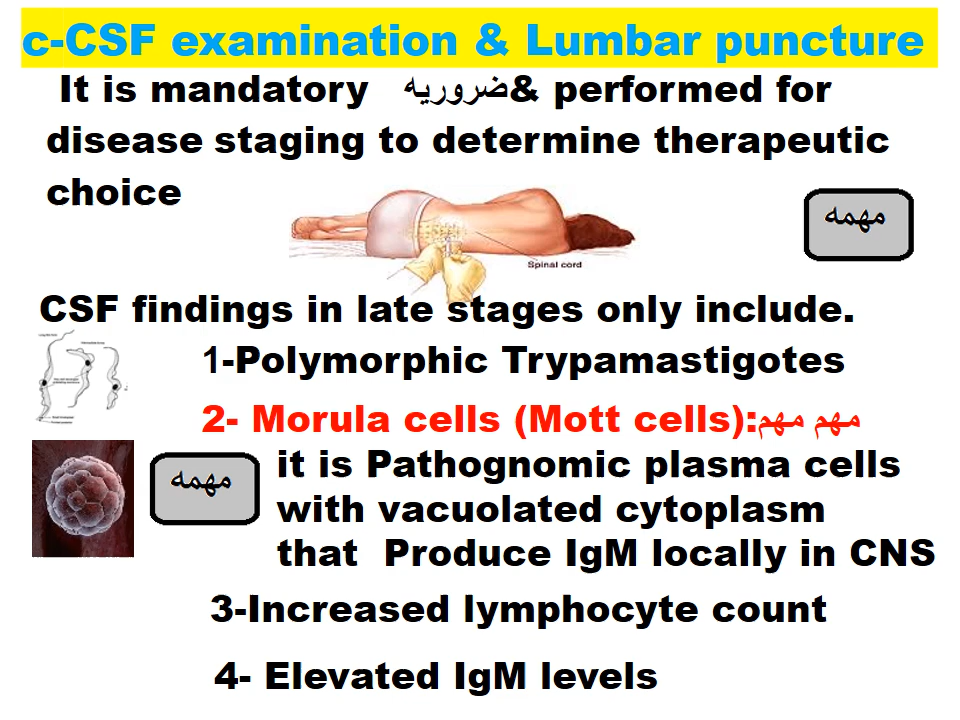 c-CSF examination & Lumbar puncture
It is mandatory ضروريه & performed for
disease staging to determine therapeutic
choice
مهمه
Spinal cord
CSF findings in late stages only include.
1-Polymorphic Trypamastigotes
2- Morula cells (Mott cells):مهم مهم
it is Pathognomic plasma cells
مهمه
with vacuolated cytoplasm
that Produce IgM locally in CNS
3-Increased lymphocyte count
4- Elevated IgM levels